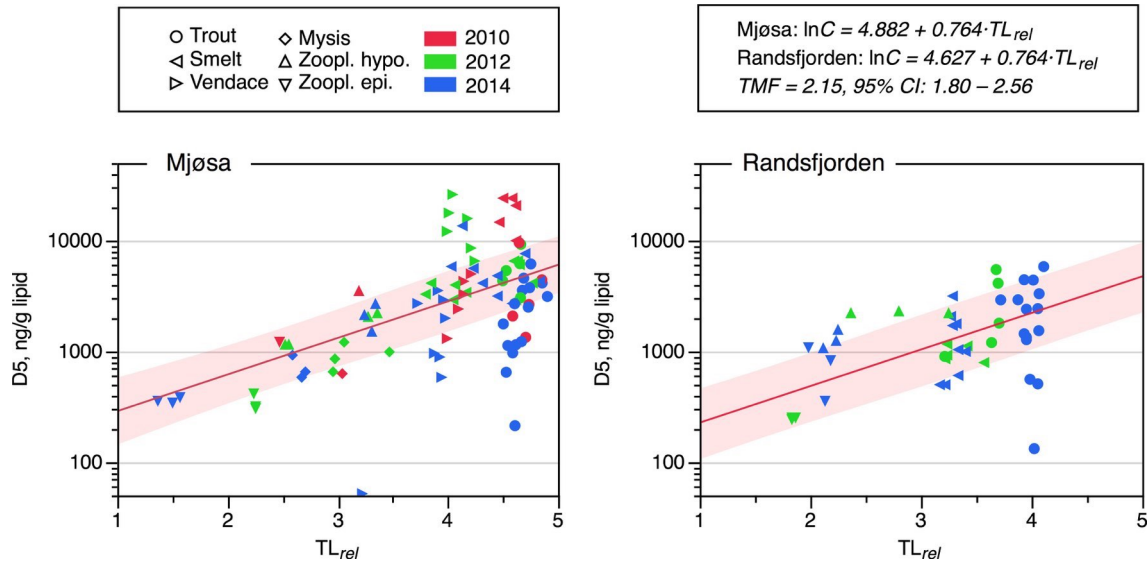 Trout
Smelt
Vendace
Mysis
Zoopl. hypo.
Zoopl. epi.
2010
2012
2014
Mjøsa: lnC = 4.882 + 0.764·TLrel
Randsfjorden: lnC = 4.627 + 0.764·TLrel
TMF = 2.15, 95% CI: 1.80 – 2.56
Mjøsa
D5, ng/g lipid
10000
1000
100
1 2 3 4 5
TLrel
Randsfjorden
D5, ng/g lipid
10000
1000
100
1 2 3 4 5
TLrel